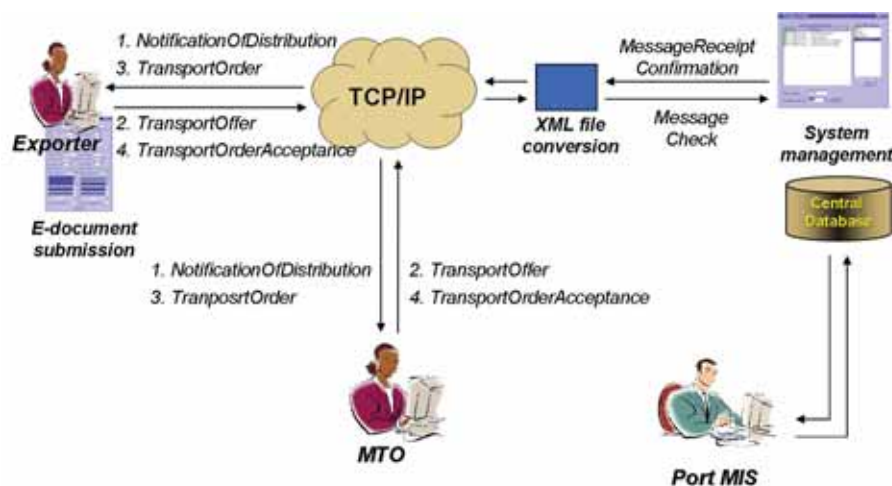 1. NotificationOfDistribution
3. TransportOrder
TCP/IP
MessageReceipt
Confirmation
2. TransportOffer
4. TransportOrderAcceptance
Exporter
XML file
conversion
Message
Check
System
management
Central
Database
E-document
submission
1. NotificationOfDistribution
3. TranposrtOrder
2. TransportOffer
4. TransportOrderAcceptance
MTO
Port MIS